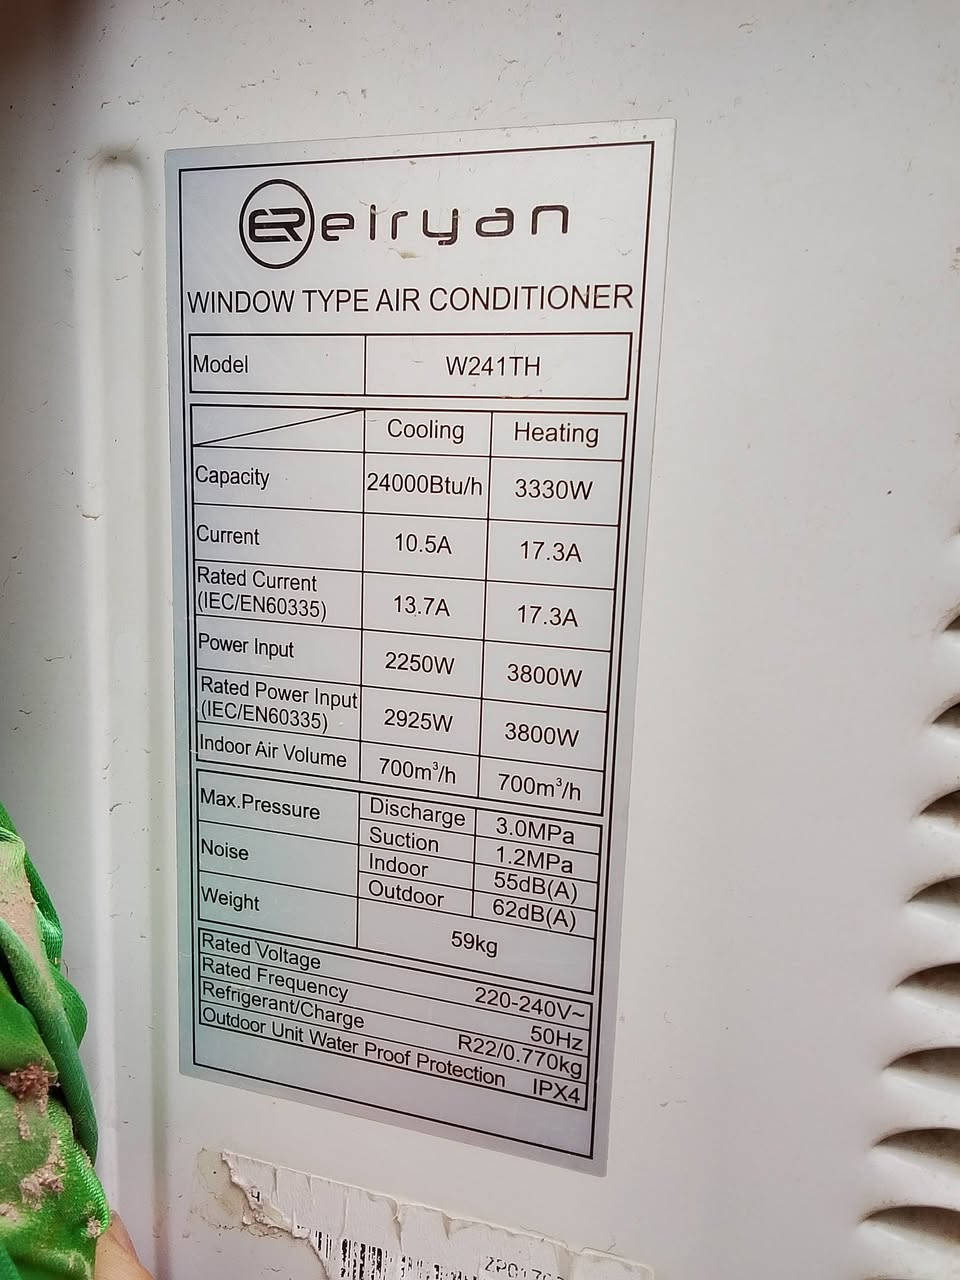 ER eiryan
WINDOW TYPE AIR CONDITIONER
Model W241TH
Cooling Heating
Capacity 24000Btu/h 3330W
Current 10.5A 17.3A
Rated Current (IEC/EN60335) 13.7A 17.3A
Power Input 2250W 3800W
Rated Power Input (IEC/EN60335) 2925W 3800W
Indoor Air Volume 700m³/h 700m³/h
Max.Pressure Discharge 3.0MPa
Suction 1.2MPa
Noise Indoor 55dB(A)
Outdoor 62dB(A)
Weight 59kg
Rated Voltage 220-240V~
Rated Frequency 50Hz
Refrigerant/Charge R22/0.770kg
Outdoor Unit Water Proof Protection IPX4